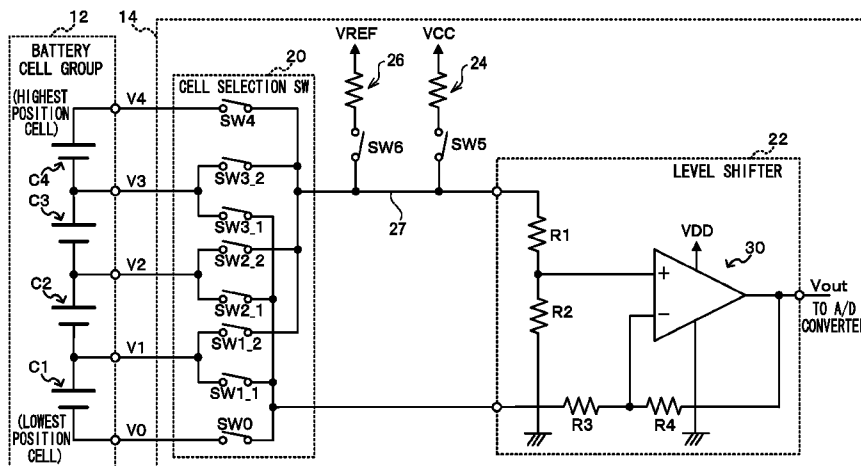 12
14
BATTERY
CELL GROUP
(HIGHEST
POSITION
CELL)
20
CELL SELECTION SW
VREF
VCC
26
24
22
LEVEL SHIFTER
V4
SW4
SW6
SW5
C4
V3
SW3_2
C3
SW3_1
27
R1
VDD
30
V2
SW2_2
+
Vout
TO A/D
CONVERTER
C2
SW2_1
R2
−
V1
SW1_2
C1
SW1_1
R3
R4
(LOWEST
POSITION
CELL)
V0
SW0